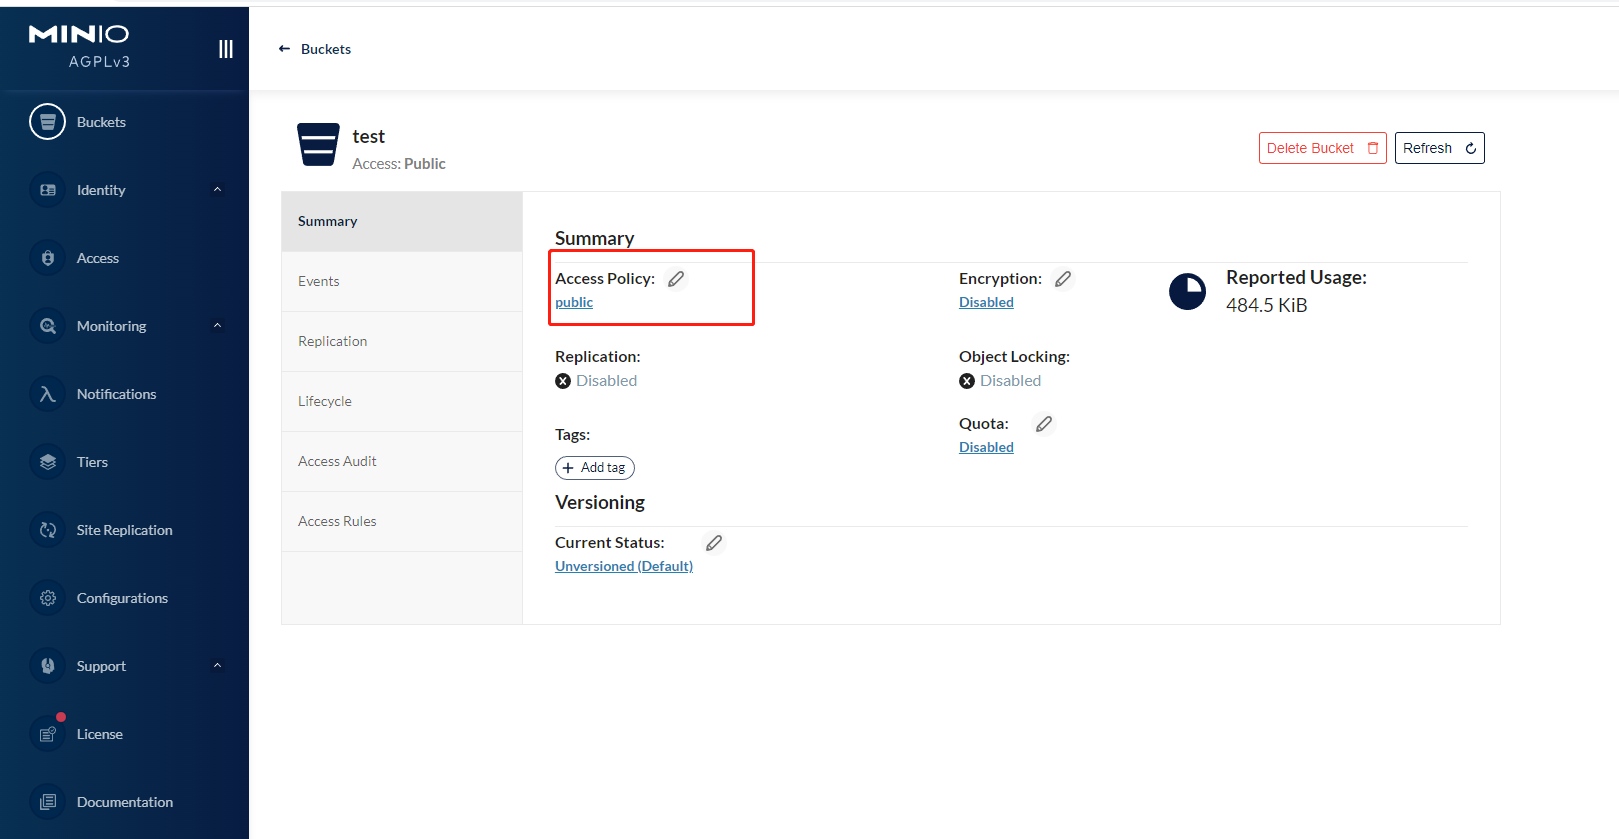 MINIO
AGPLv3
Buckets
Identity
Access
Monitoring
Notifications
Tiers
Site Replication
Configurations
Support
License
Documentation
Buckets
test
Access: Public
Delete Bucket
Refresh
Summary
Events
Replication
Lifecycle
Access Audit
Access Rules
Summary
Access Policy:
public
Encryption:
Disabled
Reported Usage:
484.5 KiB
Replication:
Disabled
Object Locking:
Disabled
Tags:
Add tag
Quota:
Disabled
Versioning
Current Status:
Unversioned (Default)